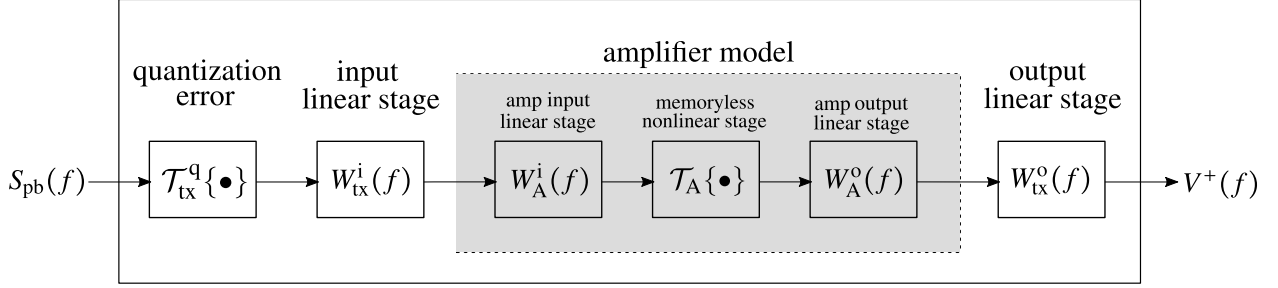 amplifier model
quantization
error
input
linear stage
output
linear stage
amp input
linear stage
memoryless
nonlinear stage
amp output
linear stage
S_pb(f)
𝒯_tx^q{•}
W_tx^i(f)
W_A^i(f)
𝒯_A{•}
W_A^o(f)
W_tx^o(f)
V^+(f)